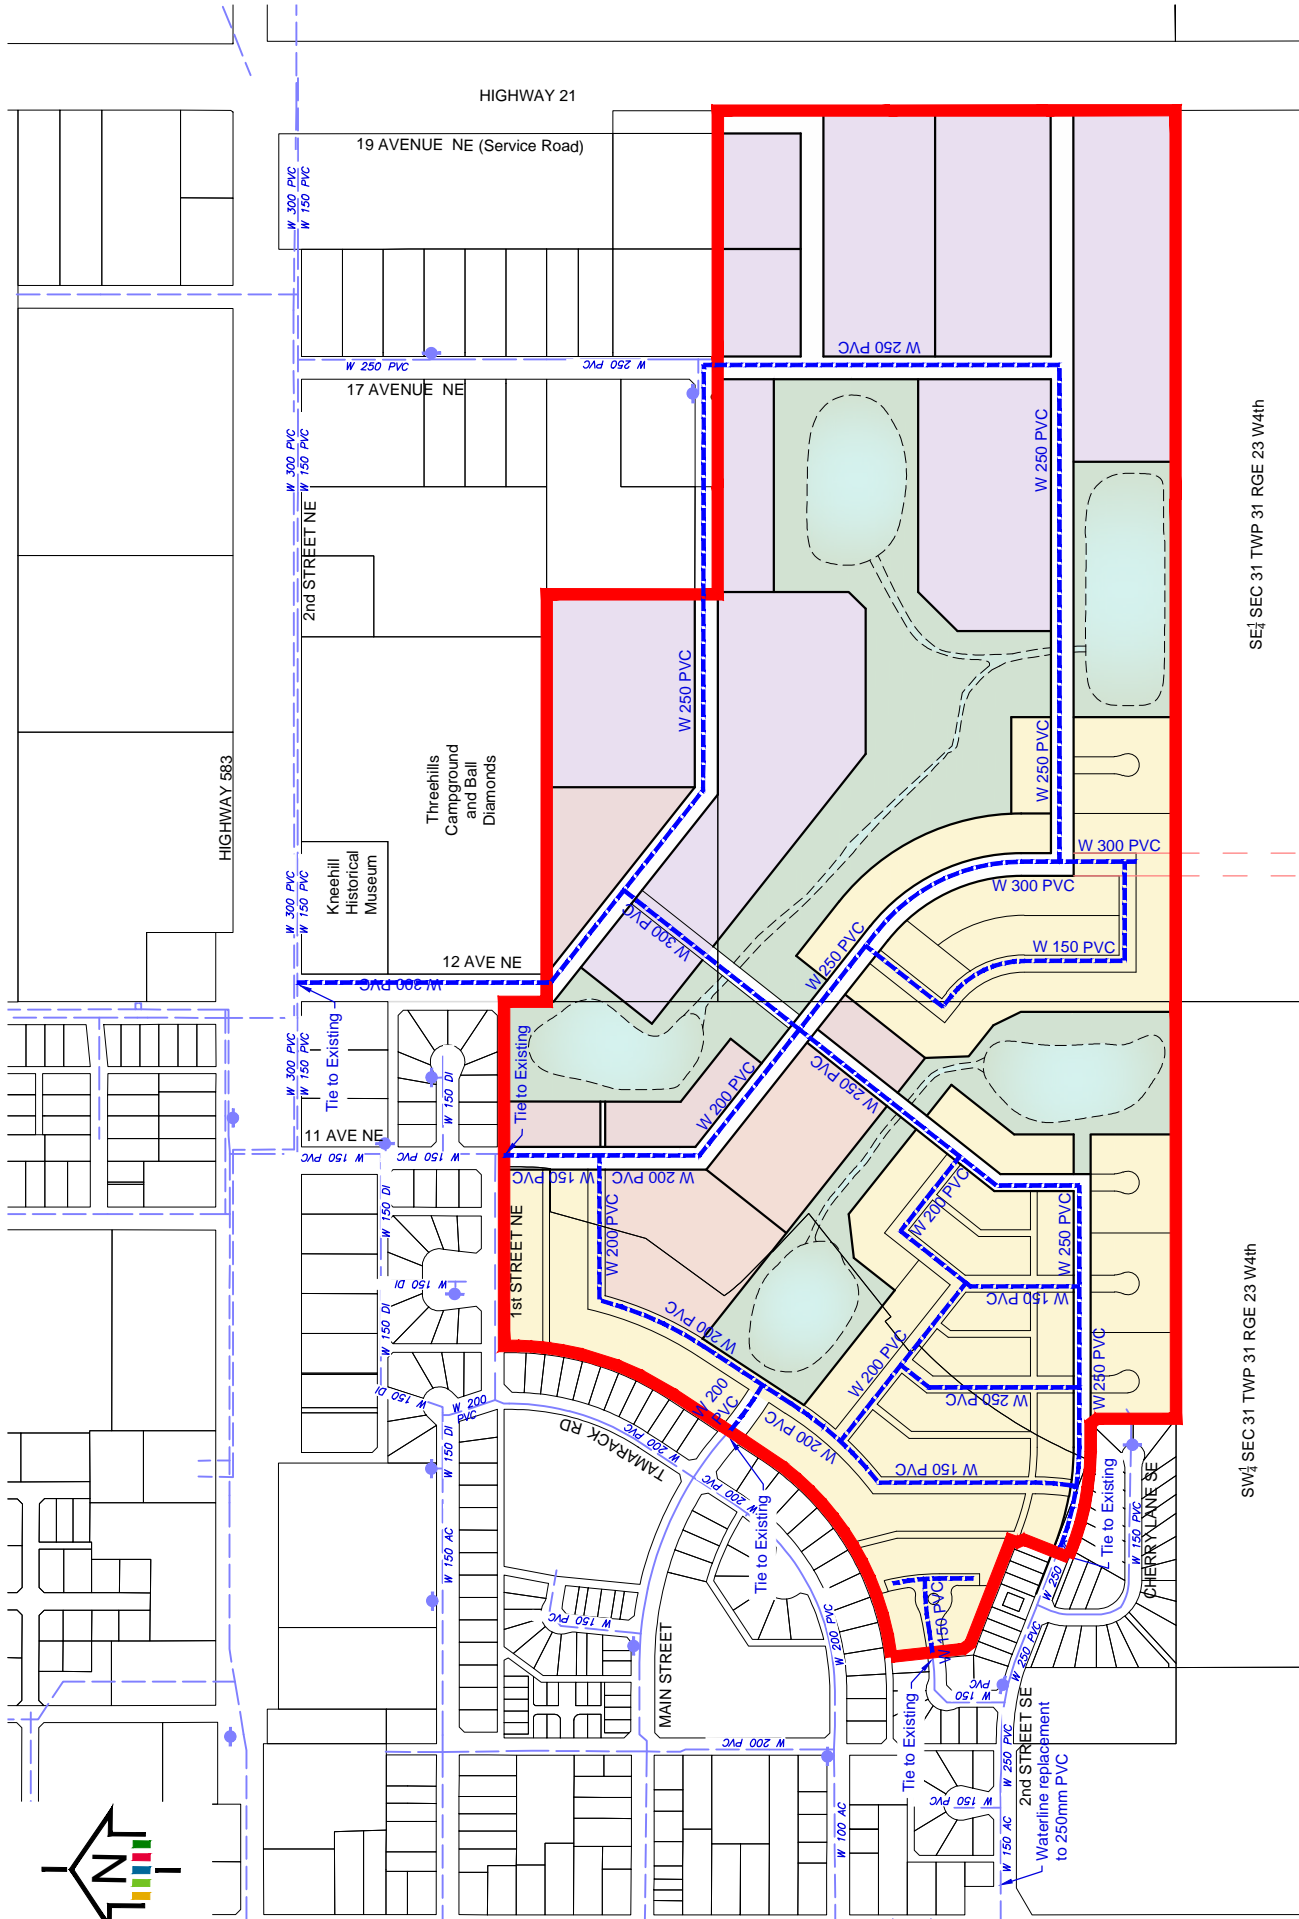 HIGHWAY 21
19 AVENUE NE (Service Road)
W 300 PVC
W 150 PVC
W 250 PVC
W 250 PVC
17 AVENUE NE
W 250 PVC
W 250 PVC
W 300 PVC
W 150 PVC
2nd STREET NE
SE¼ SEC 31 TWP 31 RGE 23 W4th
W 250 PVC
W 250 PVC
HIGHWAY 583
Threehills
Campground
and Ball
Diamonds
Kneehill
Historical
Museum
W 300 PVC
W 150 PVC
W 300 PVC
W 300 PVC
W 300 PVC
W 250 PVC
W 150 PVC
12 AVE NE
W 200 PVC
W 300 PVC
W 150 PVC
Tie to Existing
Tie to Existing
W 150 DI
W 200 PVC
W 250 PVC
11 AVE NE
W 150 PVC
W 150 PVC
W 150 PVC
W 200 PVC
W 150 DI
W 200 PVC
W 200 PVC
W 250 PVC
1st STREET NE
W 150 DI
W 150 DI
W 150 PVC
W 200 PVC
W 200 PVC
W 250 PVC
SW¼ SEC 31 TWP 31 RGE 23 W4th
W 150 DI
W 200
PVC
W 200
PVC
W 250 PVC
W 150 DI
TAMARACK RD
W 200 PVC
W 200 PVC
W 150 PVC
W 200 PVC
Tie to Existing
Tie to Existing
W 150 PVC
CHERRY LANE SE
W 150 AC
W 250
W 150 PVC
W 150 PVC
W 200 PVC
W 250 PVC
MAIN STREET
W 150
PVC
Tie to Existing
2nd STREET SE
W 200 PVC
W 250 PVC
W 150 PVC
W 100 AC
W 150 AC
Waterline replacement
to 250mm PVC
N